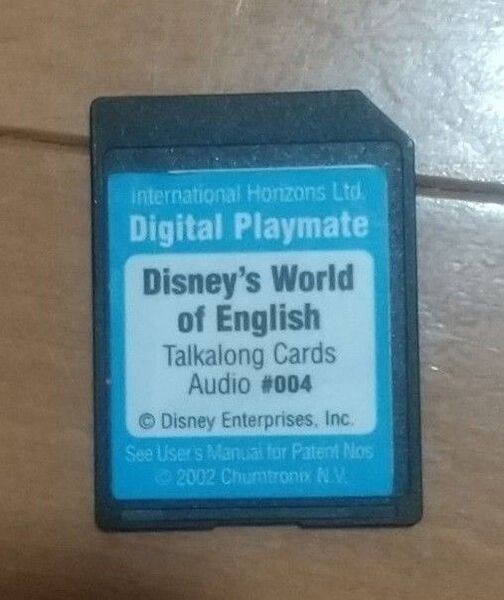 International Horizons Ltd.
Digital Playmate
Disney's World
of English
Talkalong Cards
Audio #004
© Disney Enterprises, Inc.
See User's Manual for Patent Nos
© 2002 Chumtronix N.V.